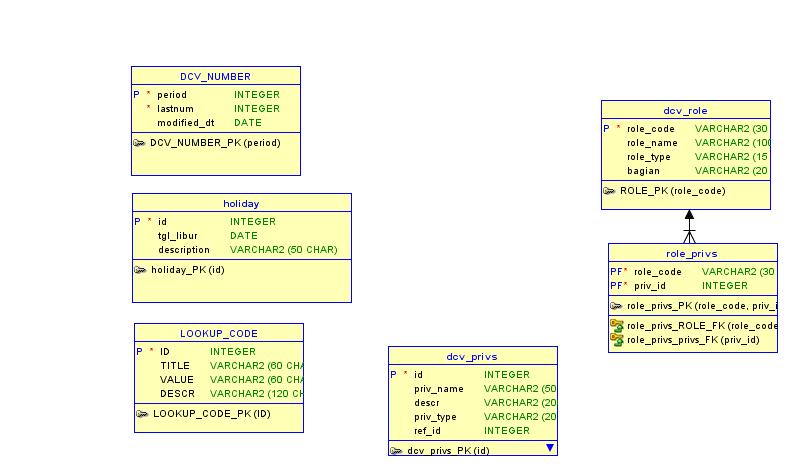 DCV_NUMBER
P * period INTEGER
* lastnum INTEGER
modified_dt DATE
DCV_NUMBER_PK (period)
holiday
P * id INTEGER
tgl_libur DATE
description VARCHAR2 (50 CHAR)
holiday_PK (id)
LOOKUP_CODE
P * ID INTEGER
TITLE VARCHAR2 (60 CHA
VALUE VARCHAR2 (60 CHA
DESCR VARCHAR2 (120 CH
LOOKUP_CODE_PK (ID)
dcv_privs
P * id INTEGER
priv_name VARCHAR2 (50
descr VARCHAR2 (20
priv_type VARCHAR2 (20
ref_id INTEGER
dcv_privs_PK (id)
dcv_role
P * role_code VARCHAR2 (30
role_name VARCHAR2 (100
role_type VARCHAR2 (15
bagian VARCHAR2 (20
ROLE_PK (role_code)
role_privs
PF* role_code VARCHAR2 (30
PF* priv_id INTEGER
role_privs_PK (role_code, priv_i
role_privs_ROLE_FK (role_code
role_privs_privs_FK (priv_id)